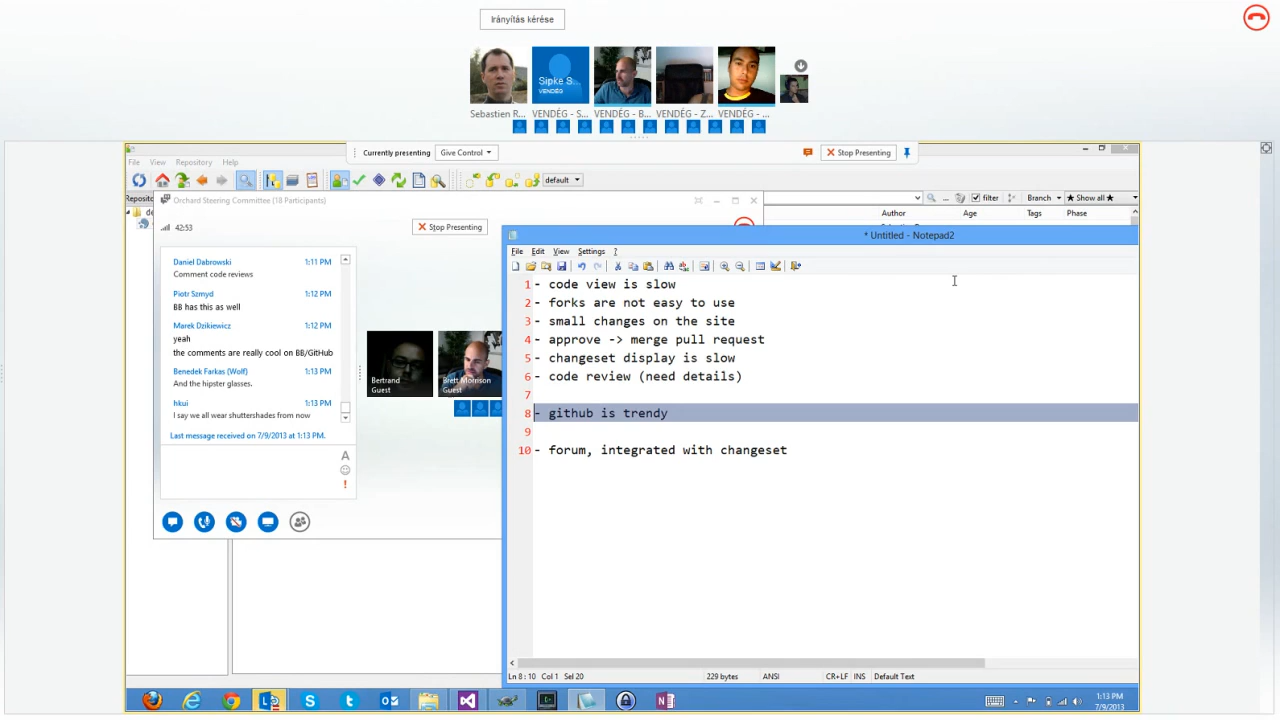 Irányítás kérése
Sipke S...
VENDÉG
Sebastien R... VENDÉG - S... VENDÉG - B... VENDÉG - Z... VENDÉG - ...
Currently presenting Give Control Stop Presenting
File View Repository Help
default
Orchard Steering Committee (18 Participants)
filter Branch ★ Show all ★
Author Age Tags Phase
42:53
Stop Presenting
Daniel Dabrowski 1:11 PM
Comment code reviews
Piotr Szmyd 1:12 PM
BB has this as well
Marek Dzikiewicz 1:12 PM
yeah
the comments are really cool on BB/GitHub
Benedek Farkas (Wolf) 1:13 PM
And the hipster glasses.
hkui 1:13 PM
I say we all wear shuttershades from now
Last message received on 7/9/2013 at 1:13 PM.
Bertrand
Guest
Brett Morrison
Guest
* Untitled - Notepad2
File Edit View Settings ?
1 - code view is slow
2 - forks are not easy to use
3 - small changes on the site
4 - approve -> merge pull request
5 - changeset display is slow
6 - code review (need details)
7
8 - github is trendy
9
10 - forum, integrated with changeset
Ln 8 : 10 Col 1 Sel 20 229 bytes ANSI CR+LF INS Default Text
1:13 PM
7/9/2013